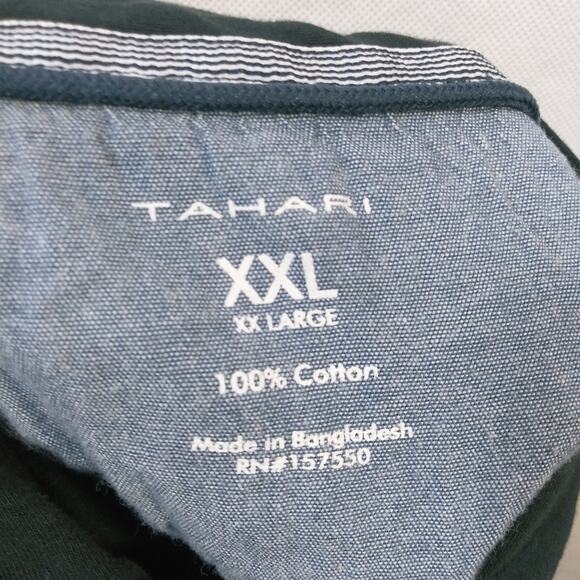 TAHARI
XXL
XX LARGE
100% Cotton
Made in Bangladesh
RN#157550